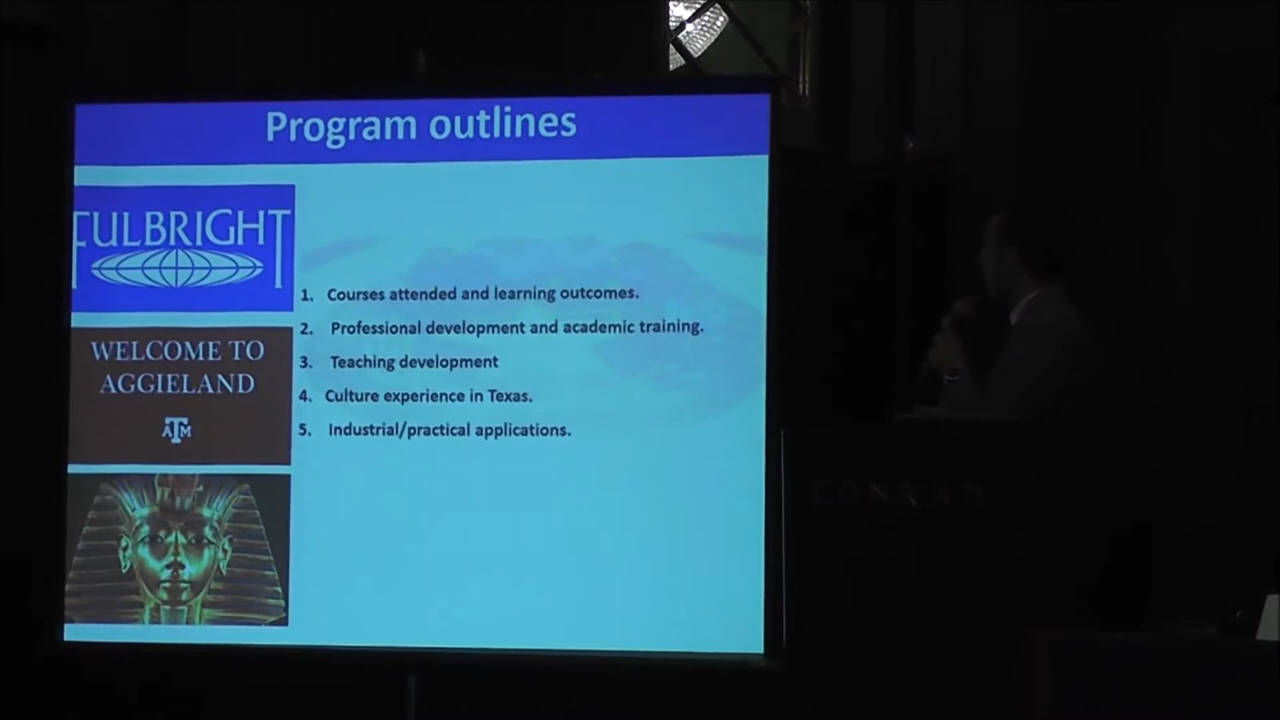 Program outlines
FULBRIGHT
1. Courses attended and learning outcomes.
2. Professional development and academic training.
WELCOME TO
AGGIELAND
3. Teaching development
4. Culture experience in Texas.
5. Industrial/practical applications.
ATM
CONRAD